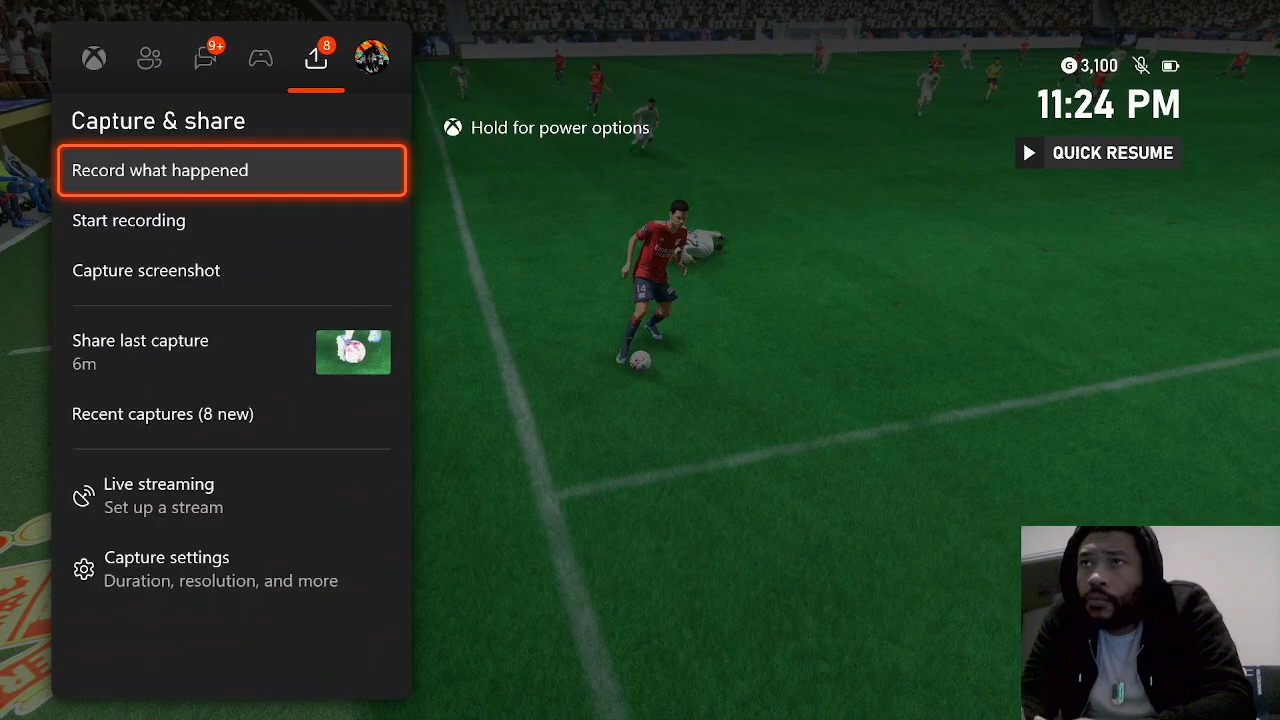 9+
8
Capture & share
Record what happened
Start recording
Capture screenshot
Share last capture
6m
Recent captures (8 new)
Live streaming
Set up a stream
Capture settings
Duration, resolution, and more
Hold for power options
G 3,100
11:24 PM
QUICK RESUME
14